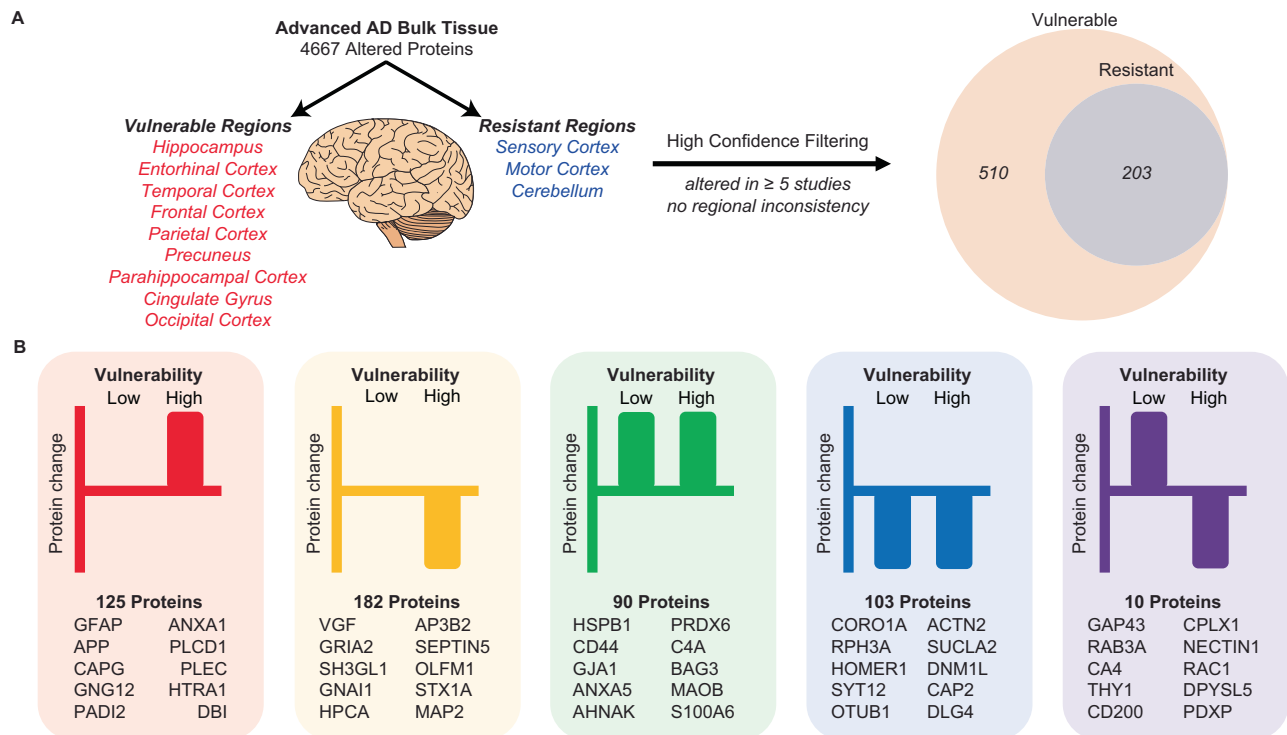 A
Advanced AD Bulk Tissue
4667 Altered Proteins
Vulnerable Regions
Hippocampus
Entorhinal Cortex
Temporal Cortex
Frontal Cortex
Parietal Cortex
Precuneus
Parahippocampal Cortex
Cingulate Gyrus
Occipital Cortex
Resistant Regions
Sensory Cortex
Motor Cortex
Cerebellum
High Confidence Filtering
altered in ≥ 5 studies
no regional inconsistency
Vulnerable
Resistant
510
203
B
Vulnerability
Low High
Protein change
125 Proteins
GFAP ANXA1
APP PLCD1
CAPG PLEC
GNG12 HTRA1
PADI2 DBI
Vulnerability
Low High
Protein change
182 Proteins
VGF AP3B2
GRIA2 SEPTIN5
SH3GL1 OLFM1
GNAI1 STX1A
HPCA MAP2
Vulnerability
Low High
Protein change
90 Proteins
HSPB1 PRDX6
CD44 C4A
GJA1 BAG3
ANXA5 MAOB
AHNAK S100A6
Vulnerability
Low High
Protein change
103 Proteins
CORO1A ACTN2
RPH3A SUCLA2
HOMER1 DNM1L
SYT12 CAP2
OTUB1 DLG4
Vulnerability
Low High
Protein change
10 Proteins
GAP43 CPLX1
RAB3A NECTIN1
CA4 RAC1
THY1 DPYSL5
CD200 PDXP